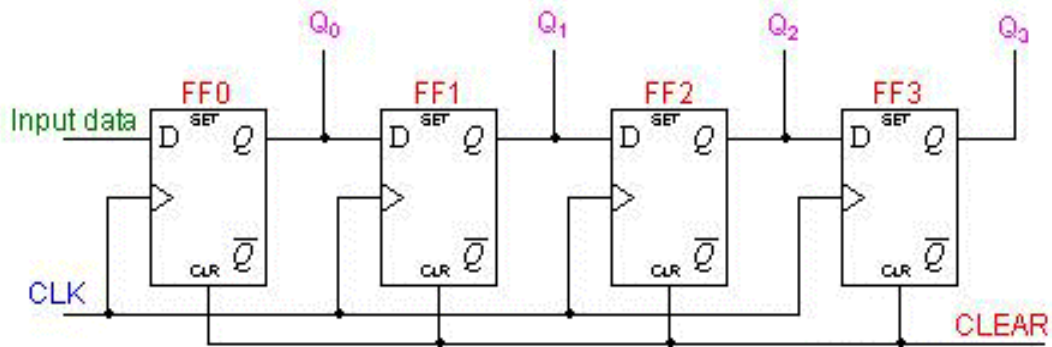 Q0 Q1 Q2 Q3
FF0 FF1 FF2 FF3
Input data
SET SET SET SET
D Q D Q D Q D Q
Q Q Q Q
CLR CLR CLR CLR
CLK
CLEAR